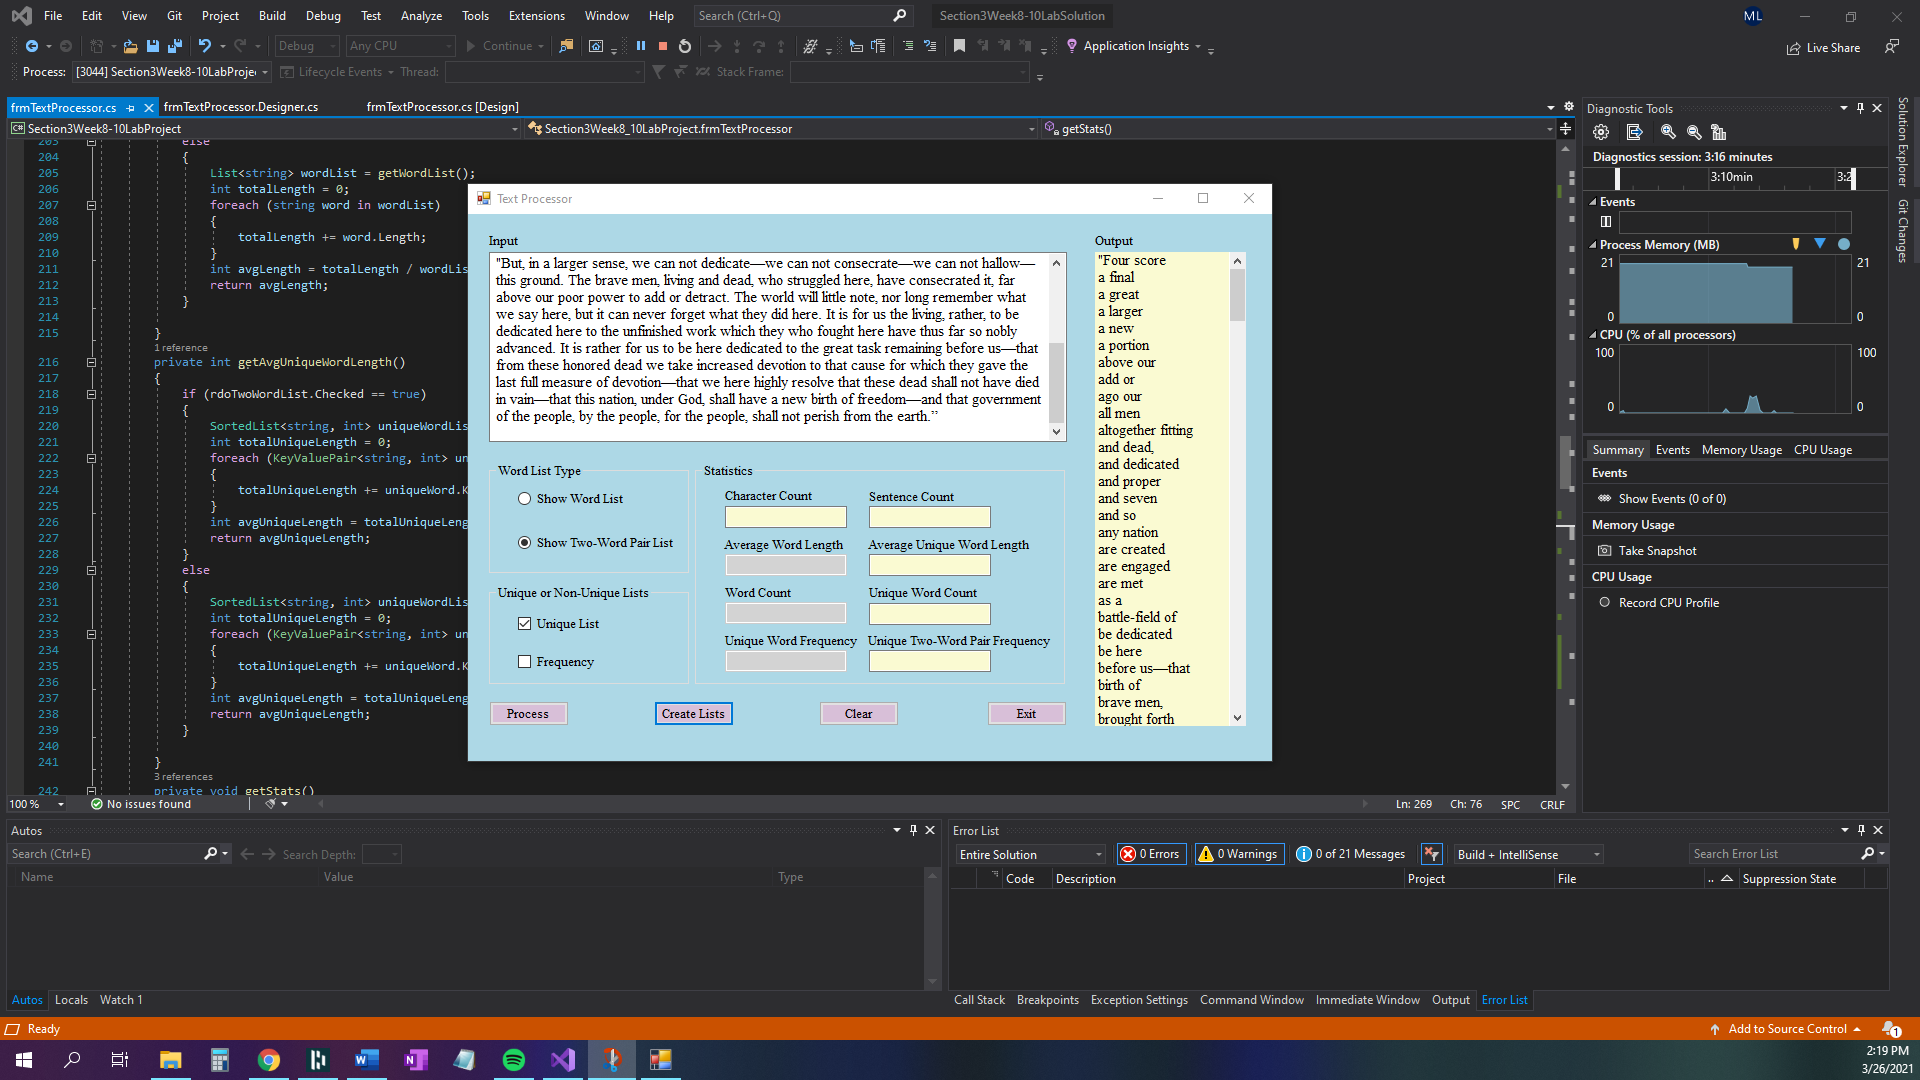 File Edit View Git Project Build Debug Test Analyze Tools Extensions Window Help Search (Ctrl+Q) Section3Week8-10LabSolution ML
Debug Any CPU Continue Application Insights Live Share
Process: [3044] Section3Week8-10LabProje Lifecycle Events Thread: Stack Frame:
frmTextProcessor.cs frmTextProcessor.Designer.cs frmTextProcessor.cs [Design]
C# Section3Week8-10LabProject Section3Week8_10LabProject.frmTextProcessor getStats()
203 else
204 {
205 List<string> wordList = getWordList();
206 int totalLength = 0;
207 foreach (string word in wordList)
208 {
209 totalLength += word.Length;
210 }
211 int avgLength = totalLength / wordLis
212 return avgLength;
213 }
214
215 }
1 reference
216 private int getAvgUniqueWordLength()
217 {
218 if (rdoTwoWordList.Checked == true)
219 {
220 SortedList<string, int> uniqueWordLis
221 int totalUniqueLength = 0;
222 foreach (KeyValuePair<string, int> un
223 {
224 totalUniqueLength += uniqueWord.K
225 }
226 int avgUniqueLength = totalUniqueLeng
227 return avgUniqueLength;
228 }
229 else
230 {
231 SortedList<string, int> uniqueWordLis
232 int totalUniqueLength = 0;
233 foreach (KeyValuePair<string, int> un
234 {
235 totalUniqueLength += uniqueWord.K
236 }
237 int avgUniqueLength = totalUniqueLeng
238 return avgUniqueLength;
239 }
240
241 }
3 references
242 private void getStats()
100 % No issues found Ln: 269 Ch: 76 SPC CRLF
Text Processor
Input
"But, in a larger sense, we can not dedicate—we can not consecrate—we can not hallow—
this ground. The brave men, living and dead, who struggled here, have consecrated it, far
above our poor power to add or detract. The world will little note, nor long remember what
we say here, but it can never forget what they did here. It is for us the living, rather, to be
dedicated here to the unfinished work which they who fought here have thus far so nobly
advanced. It is rather for us to be here dedicated to the great task remaining before us—that
from these honored dead we take increased devotion to that cause for which they gave the
last full measure of devotion—that we here highly resolve that these dead shall not have died
in vain—that this nation, under God, shall have a new birth of freedom—and that government
of the people, by the people, for the people, shall not perish from the earth.”
Word List Type
Show Word List
Show Two-Word Pair List
Unique or Non-Unique Lists
Unique List
Frequency
Statistics
Character Count Sentence Count
Average Word Length Average Unique Word Length
Word Count Unique Word Count
Unique Word Frequency Unique Two-Word Pair Frequency
Process Create Lists Clear Exit
Output
"Four score
a final
a great
a larger
a new
a portion
above our
add or
ago our
all men
altogether fitting
and dead,
and dedicated
and proper
and seven
and so
any nation
are created
are engaged
are met
as a
battle-field of
be dedicated
be here
before us—that
birth of
brave men,
brought forth
Diagnostic Tools
Diagnostics session: 3:16 minutes
3:10min 3:2
Events
Process Memory (MB)
21 21
0 0
CPU (% of all processors)
100 100
0 0
Summary Events Memory Usage CPU Usage
Events
Show Events (0 of 0)
Memory Usage
Take Snapshot
CPU Usage
Record CPU Profile
Solution Explorer
Git Changes
Autos
Search (Ctrl+E) Search Depth:
Name Value Type
Autos Locals Watch 1
Error List
Entire Solution 0 Errors 0 Warnings 0 of 21 Messages Build + IntelliSense Search Error List
Code Description Project File .. Suppression State
Call Stack Breakpoints Exception Settings Command Window Immediate Window Output Error List
Ready Add to Source Control 1
2:19 PM
3/26/2021